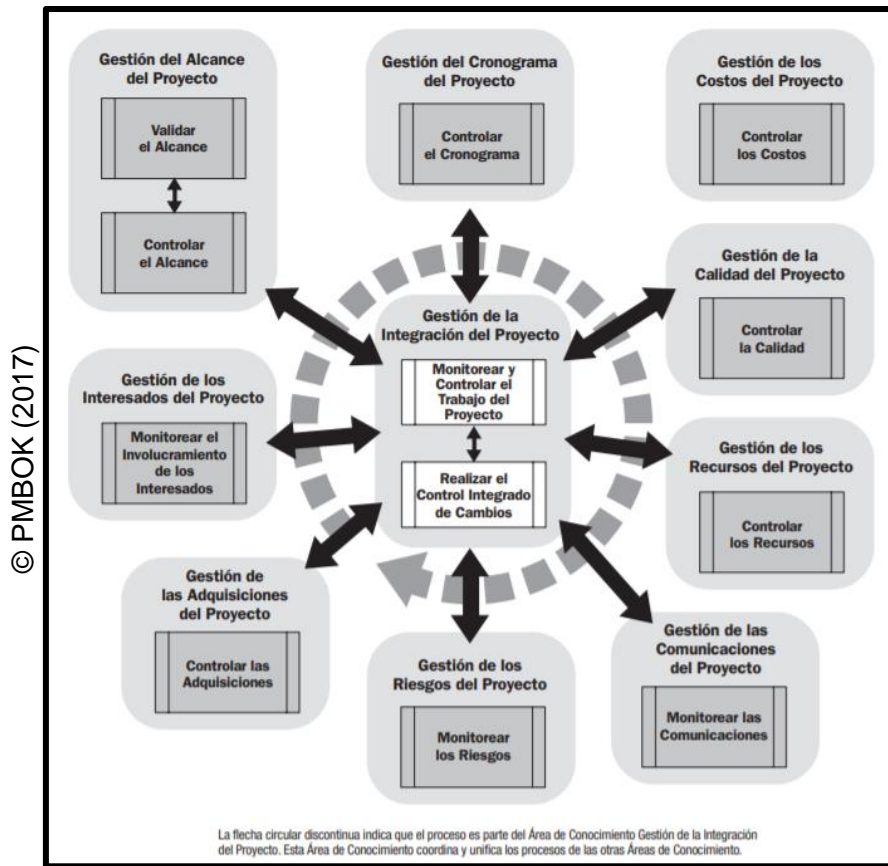 © PMBOK (2017)
Gestión del Alcance
del Proyecto
Validar
el Alcance
Controlar
el Alcance
Gestión del Cronograma
del Proyecto
Controlar
el Cronograma
Gestión de los
Costos del Proyecto
Controlar
los Costos
Gestión de la
Calidad del Proyecto
Controlar
la Calidad
Gestión de la
Integración del Proyecto
Monitorear y
Controlar el
Trabajo del
Proyecto
Realizar el
Control Integrado
de Cambios
Gestión de los
Interesados del Proyecto
Monitorear el
Involucramiento
de los
Interesados
Gestión de los
Recursos del Proyecto
Controlar
los Recursos
Gestión de
las Adquisiciones
del Proyecto
Controlar las
Adquisiciones
Gestión de los
Riesgos del Proyecto
Monitorear
los Riesgos
Gestión de las
Comunicaciones
del Proyecto
Monitorear las
Comunicaciones
La flecha circular discontinua indica que el proceso es parte del Área de Conocimiento Gestión de la Integración
del Proyecto. Esta Área de Conocimiento coordina y unifica los procesos de las otras Áreas de Conocimiento.